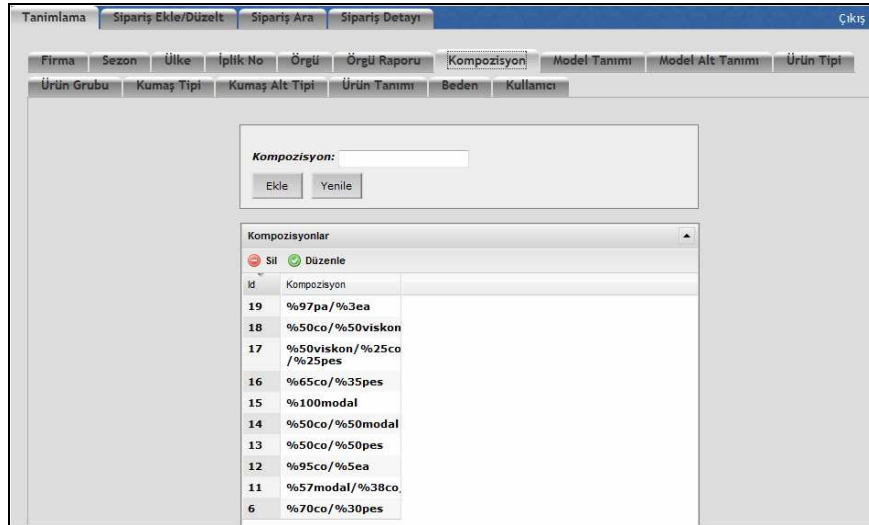 Tanimlama Sipariş Ekle/Düzelt Sipariş Ara Sipariş Detayı Çıkış
Firma Sezon Ülke İplik No Örgü Örgü Raporu Kompozisyon Model Tanımı Model Alt Tanımı Ürün Tipi
Ürün Grubu Kumaş Tipi Kumaş Alt Tipi Ürün Tanımı Beden Kullanıcı
Kompozisyon:
Ekle Yenile
Kompozisyonlar
Sil Düzenle
Id Kompozisyon
19 %97pa/%3ea
18 %50co/%50viskon
17 %50viskon/%25co
/%25pes
16 %65co/%35pes
15 %100modal
14 %50co/%50modal
13 %50co/%50pes
12 %95co/%5ea
11 %57modal/%38co,
6 %70co/%30pes